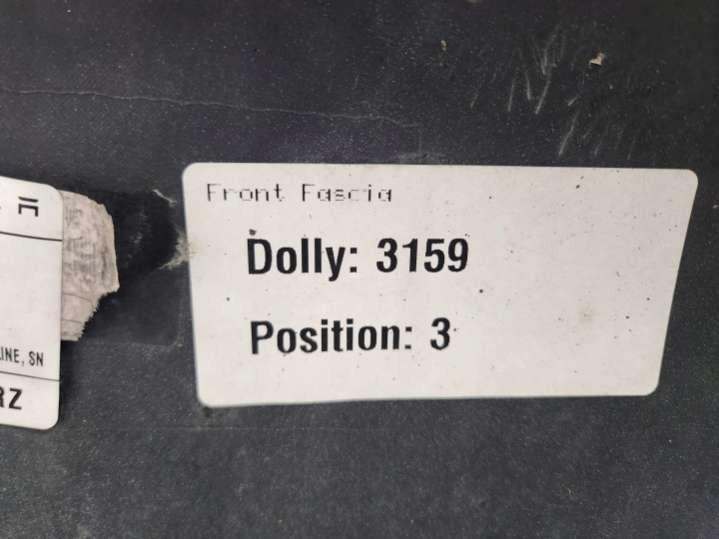 Front Fascia
Dolly: 3159
Position: 3
INE, SN
RZ